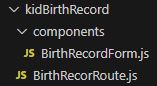 kidBirthRecord
components
JS BirthRecordForm.js
JS BirthRecorRoute.js